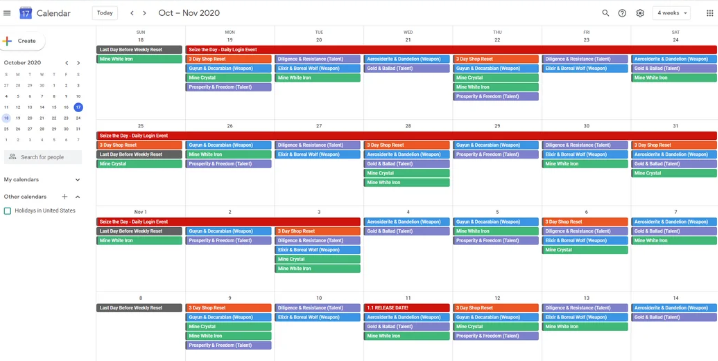 17 Calendar Today Oct – Nov 2020 4 weeks
Create
October 2020
S M T W T F S
27 28 29 30 1 2 3
4 5 6 7 8 9 10
11 12 13 14 15 16 17
18 19 20 21 22 23 24
25 26 27 28 29 30 31
1 2 3 4 5 6 7
Search for people
My calendars
Other calendars
Holidays in United States
SUN MON TUE WED THU FRI SAT
18 19 20 21 22 23 24
Last Day Before Weekly Reset
Seize the Day - Daily Login Event
Mine White Iron
3 Day Shop Reset
Guyun & Decarabian (Weapon)
Mine Crystal
Prosperity & Freedom (Talent)
Diligence & Resistance (Talent)
Elixir & Boreal Wolf (Weapon)
Mine White Iron
Aerosiderite & Dandelion (Weapon)
Gold & Ballad (Talent)
3 Day Shop Reset
Guyun & Decarabian (Weapon)
Mine Crystal
Mine White Iron
Prosperity & Freedom (Talent)
Diligence & Resistance (Talent)
Elixir & Boreal Wolf (Weapon)
Aerosiderite & Dandelion (Weapon)
Gold & Ballad (Talent)
Mine White Iron
25 26 27 28 29 30 31
Seize the Day - Daily Login Event
3 Day Shop Reset
Last Day Before Weekly Reset
Mine Crystal
Guyun & Decarabian (Weapon)
Mine White Iron
Prosperity & Freedom (Talent)
Diligence & Resistance (Talent)
Elixir & Boreal Wolf (Weapon)
3 Day Shop Reset
Aerosiderite & Dandelion (Weapon)
Gold & Ballad (Talent)
Mine Crystal
Mine White Iron
Guyun & Decarabian (Weapon)
Prosperity & Freedom (Talent)
Diligence & Resistance (Talent)
Elixir & Boreal Wolf (Weapon)
Mine White Iron
3 Day Shop Reset
Aerosiderite & Dandelion (Weapon)
Gold & Ballad (Talent)
Mine Crystal
Nov 1 2 3 4 5 6 7
Seize the Day - Daily Login Event
Last Day Before Weekly Reset
Mine White Iron
Guyun & Decarabian (Weapon)
Prosperity & Freedom (Talent)
3 Day Shop Reset
Diligence & Resistance (Talent)
Elixir & Boreal Wolf (Weapon)
Mine Crystal
Mine White Iron
Aerosiderite & Dandelion (Weapon)
Gold & Ballad (Talent)
Guyun & Decarabian (Weapon)
Mine White Iron
Prosperity & Freedom (Talent)
3 Day Shop Reset
Diligence & Resistance (Talent)
Elixir & Boreal Wolf (Weapon)
Mine Crystal
Aerosiderite & Dandelion (Weapon)
Gold & Ballad (Talent)
Mine White Iron
8 9 10 11 12 13 14
Last Day Before Weekly Reset
3 Day Shop Reset
Guyun & Decarabian (Weapon)
Mine Crystal
Mine White Iron
Prosperity & Freedom (Talent)
Diligence & Resistance (Talent)
Elixir & Boreal Wolf (Weapon)
1.1 RELEASE DATE!
Aerosiderite & Dandelion (Weapon)
Gold & Ballad (Talent)
Mine White Iron
3 Day Shop Reset
Guyun & Decarabian (Weapon)
Mine Crystal
Prosperity & Freedom (Talent)
Diligence & Resistance (Talent)
Elixir & Boreal Wolf (Weapon)
Mine White Iron
Aerosiderite & Dandelion (Weapon)
Gold & Ballad (Talent)